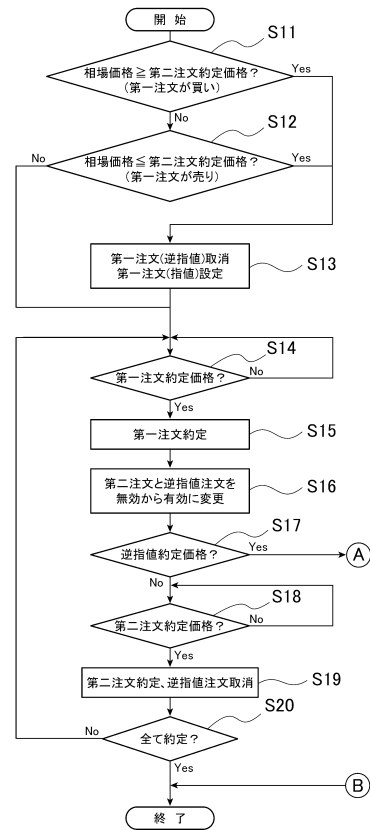 開 始
S11
相場価格≧第二注文約定価格?
(第一注文が買い)
Yes
No
S12
No
相場価格≦第二注文約定価格?
(第一注文が売り)
Yes
第一注文(逆指値)取消
第一注文(指値)設定
S13
S14
第一注文約定価格?
No
Yes
第一注文約定
S15
第二注文と逆指値注文を
無効から有効に変更
S16
S17
逆指値約定価格?
Yes
A
No
S18
第二注文約定価格?
No
Yes
第二注文約定、逆指値注文取消
S19
S20
No
全て約定?
Yes
B
終 了